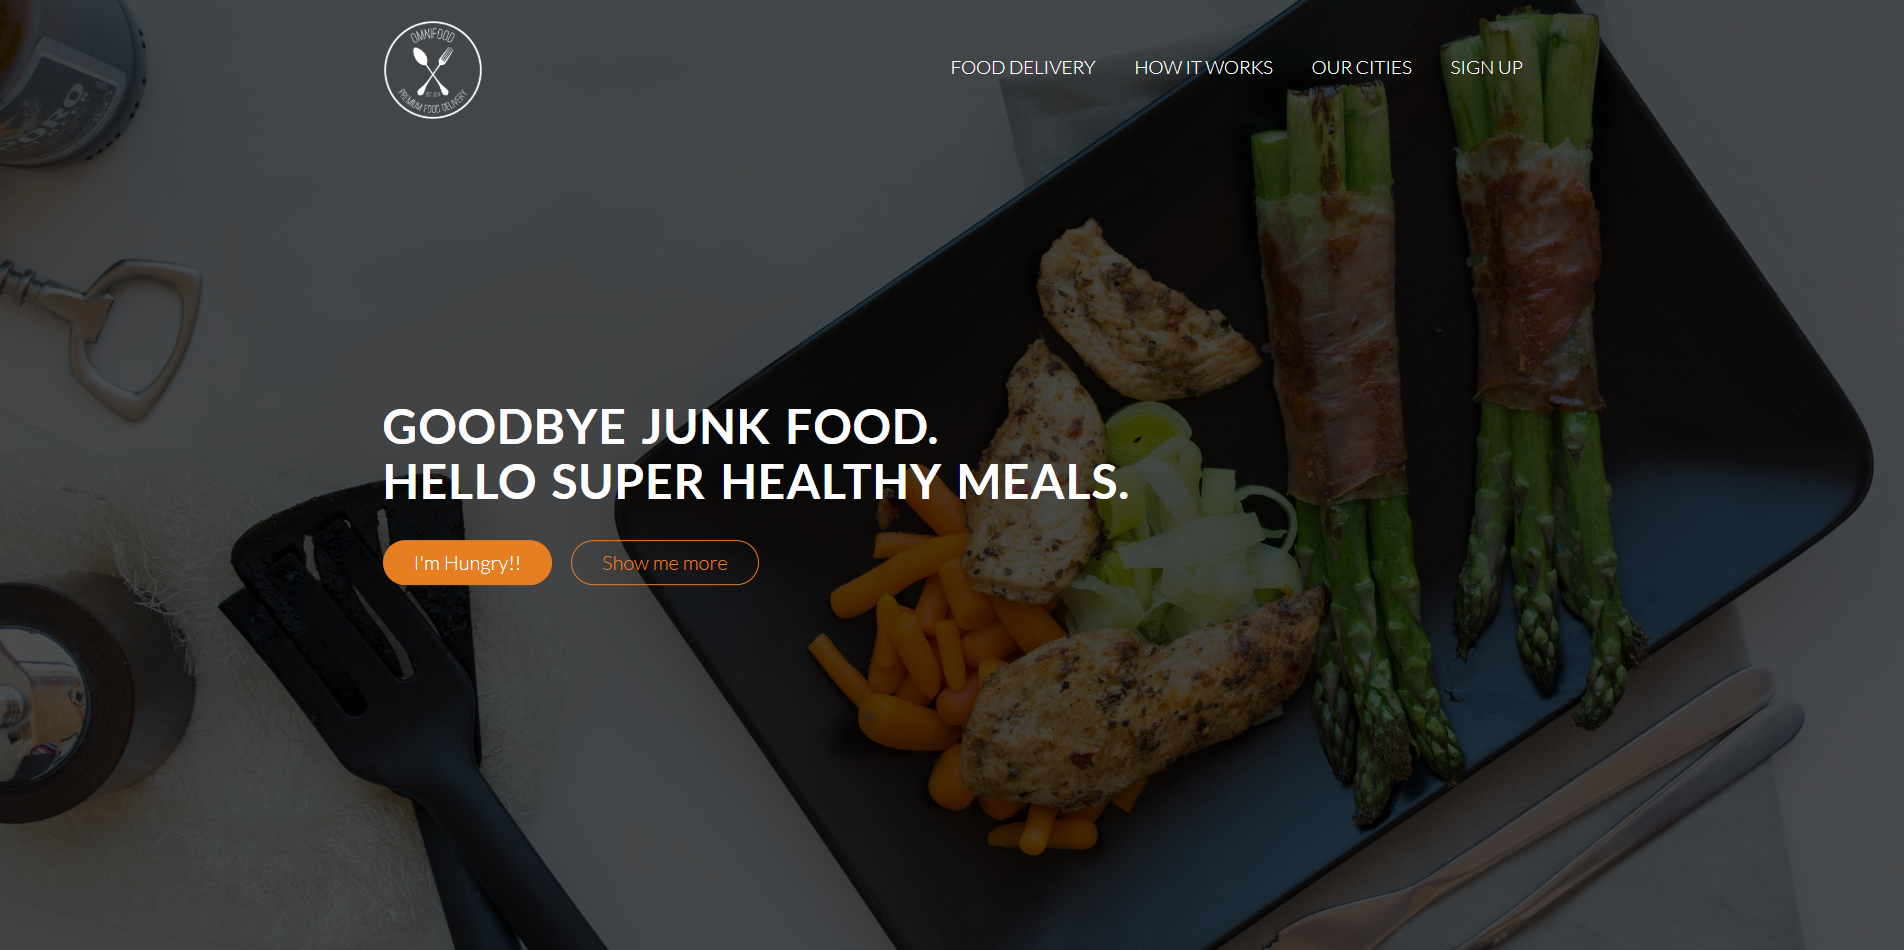 OMNIFOOD
PREMIUM FOOD DELIVERY
FOOD DELIVERY
HOW IT WORKS
OUR CITIES
SIGN UP
GOODBYE JUNK FOOD.
HELLO SUPER HEALTHY MEALS.
I'm Hungry!!
Show me more